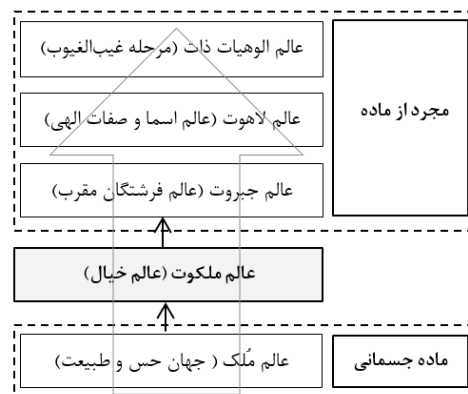 عالم الوهیات ذات (مرحله غیب‌الغیوب)
عالم لاهوت (عالم اسما و صفات الهی)
مجرد از ماده
عالم جبروت (عالم فرشتگان مقرب)
عالم ملکوت (عالم خیال)
ماده جسمانی
عالم مُلک ( جهان حس و طبیعت)